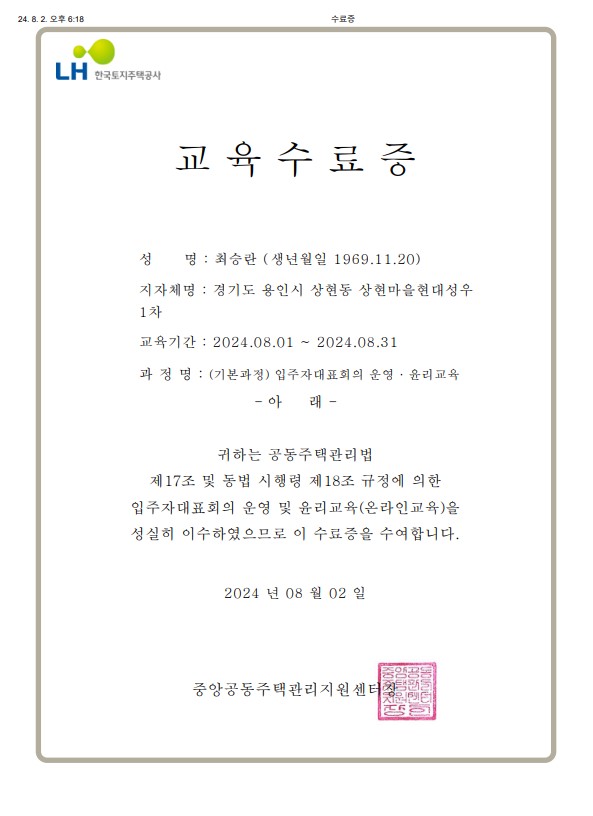 24. 8. 2. 오후 6:18 수료증
LH 한국토지주택공사
교 육 수 료 증
성 명 : 최승란 ( 생년월일 1969.11.20)
지자체명 : 경기도 용인시 상현동 상현마을현대성우
1차
교육기간 : 2024.08.01 ~ 2024.08.31
과 정 명 : (기본과정) 입주자대표회의 운영 · 윤리교육
- 아 래 -
귀하는 공동주택관리법
제17조 및 동법 시행령 제18조 규정에 의한
입주자대표회의 운영 및 윤리교육(온라인교육)을
성실히 이수하였으므로 이 수료증을 수여합니다.
2024 년 08 월 02 일
중앙공동주택관리지원센터장